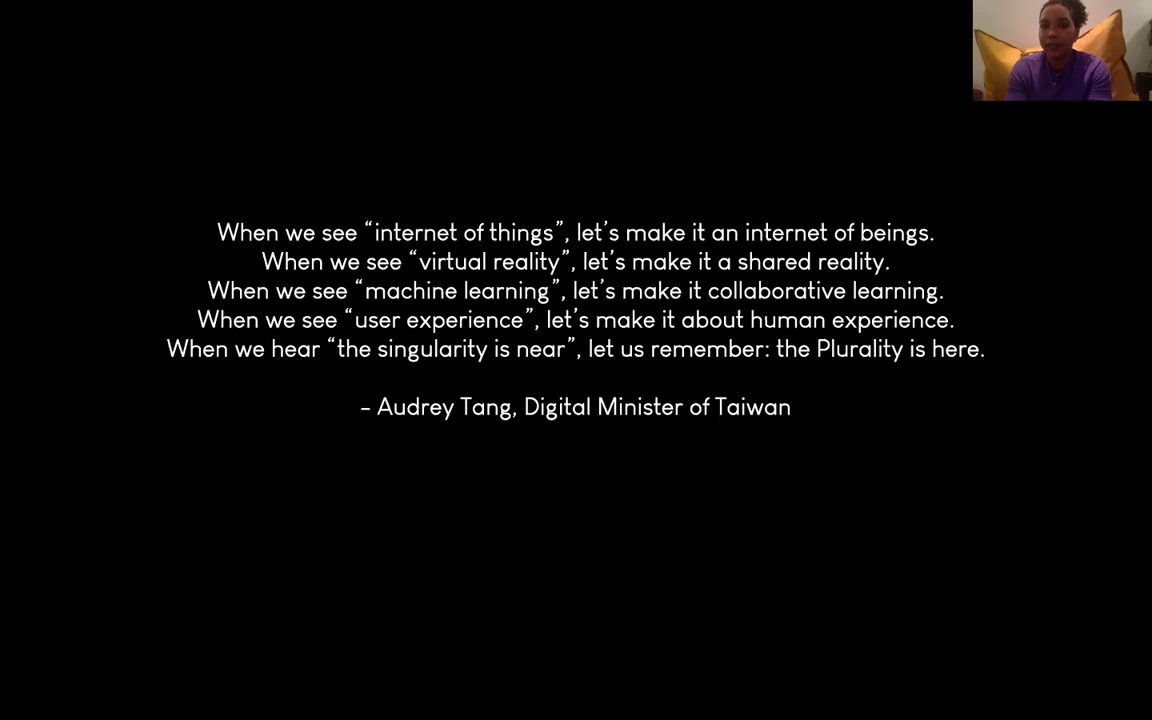 When we see “internet of things”, let’s make it an internet of beings.
When we see “virtual reality”, let’s make it a shared reality.
When we see “machine learning”, let’s make it collaborative learning.
When we see “user experience”, let’s make it about human experience.
When we hear “the singularity is near”, let us remember: the Plurality is here.
– Audrey Tang, Digital Minister of Taiwan